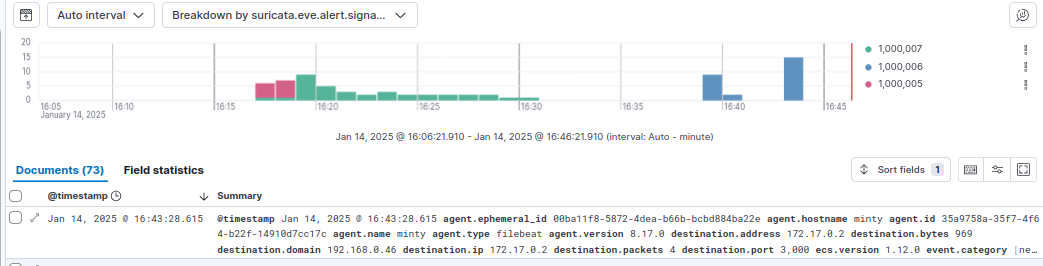 Auto interval
Breakdown by suricata.eve.alert.signa...
20
15
10
5
0
1,000,007
1,000,006
1,000,005
16:05 16:10 16:15 16:20 16:25 16:30 16:35 16:40 16:45
January 14, 2025
Jan 14, 2025 @ 16:06:21.910 - Jan 14, 2025 @ 16:46:21.910 (interval: Auto - minute)
Documents (73) Field statistics
Sort fields 1
@timestamp Summary
Jan 14, 2025 @ 16:43:28.615 @timestamp Jan 14, 2025 @ 16:43:28.615 agent.ephemeral_id 00ba11f8-5872-4dea-b66b-bcbd884ba22e agent.hostname minty agent.id 35a9758a-35f7-4f6
4-b22f-14910d7cc17c agent.name minty agent.type filebeat agent.version 8.17.0 destination.address 172.17.0.2 destination.bytes 969
destination.domain 192.168.0.46 destination.ip 172.17.0.2 destination.packets 4 destination.port 3,000 ecs.version 1.12.0 event.category [ne…